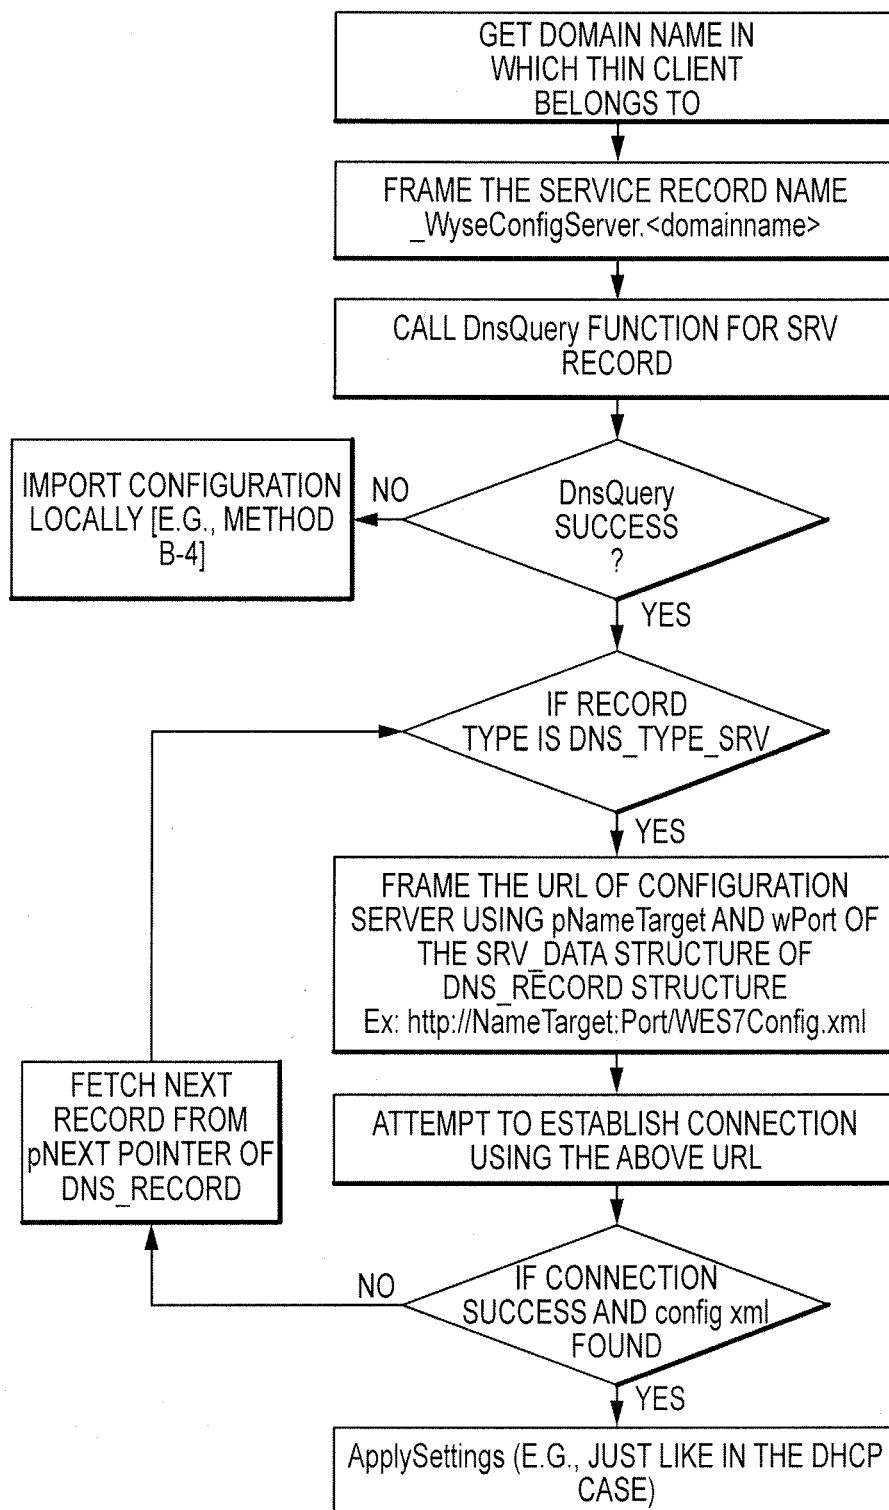 GET DOMAIN NAME IN
WHICH THIN CLIENT
BELONGS TO
FRAME THE SERVICE RECORD NAME
_WyseConfigServer.<domainname>
CALL DnsQuery FUNCTION FOR SRV
RECORD
DnsQuery
SUCCESS
?
NO
IMPORT CONFIGURATION
LOCALLY [E.G., METHOD
B-4]
YES
IF RECORD
TYPE IS DNS_TYPE_SRV
YES
FRAME THE URL OF CONFIGURATION
SERVER USING pNameTarget AND wPort OF
THE SRV_DATA STRUCTURE OF
DNS_RECORD STRUCTURE
Ex: http://NameTarget:Port/WES7Config.xml
ATTEMPT TO ESTABLISH CONNECTION
USING THE ABOVE URL
IF CONNECTION
SUCCESS AND config xml
FOUND
NO
FETCH NEXT
RECORD FROM
pNEXT POINTER OF
DNS_RECORD
YES
ApplySettings (E.G., JUST LIKE IN THE DHCP
CASE)